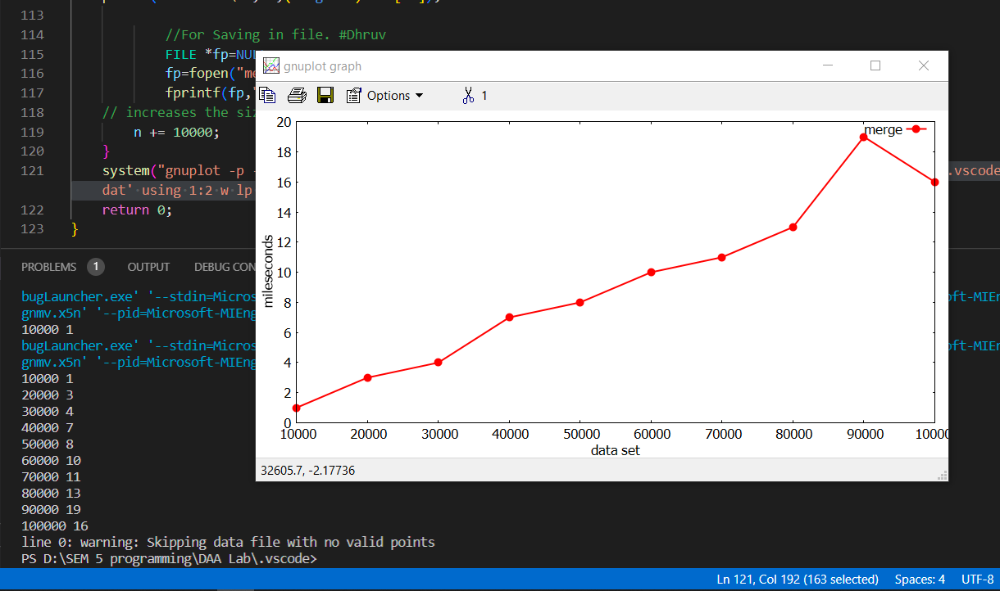 113
114 //For Saving in file. #Dhruv
115 FILE *fp=NUL
116 fp=fopen("me
117 fprintf(fp,"
118 // increases the siz
119 n += 10000;
120 }
121 system("gnuplot -p - .vscode
dat' using 1:2 w lp
122 return 0;
123 }
gnuplot graph
Options 1
merge
20
18
16
14
12
10
8
6
4
2
0
mileseconds
10000 20000 30000 40000 50000 60000 70000 80000 90000 10000
data set
32605.7, -2.17736
PROBLEMS 1 OUTPUT DEBUG CON
bugLauncher.exe' '--stdin=Micros oft-MIEn
gnmv.x5n' '--pid=Microsoft-MIEng
10000 1
bugLauncher.exe' '--stdin=Micros oft-MIEn
gnmv.x5n' '--pid=Microsoft-MIEng
10000 1
20000 3
30000 4
40000 7
50000 8
60000 10
70000 11
80000 13
90000 19
100000 16
line 0: warning: Skipping data file with no valid points
PS D:\SEM 5 programming\DAA Lab\.vscode>
Ln 121, Col 192 (163 selected) Spaces: 4 UTF-8